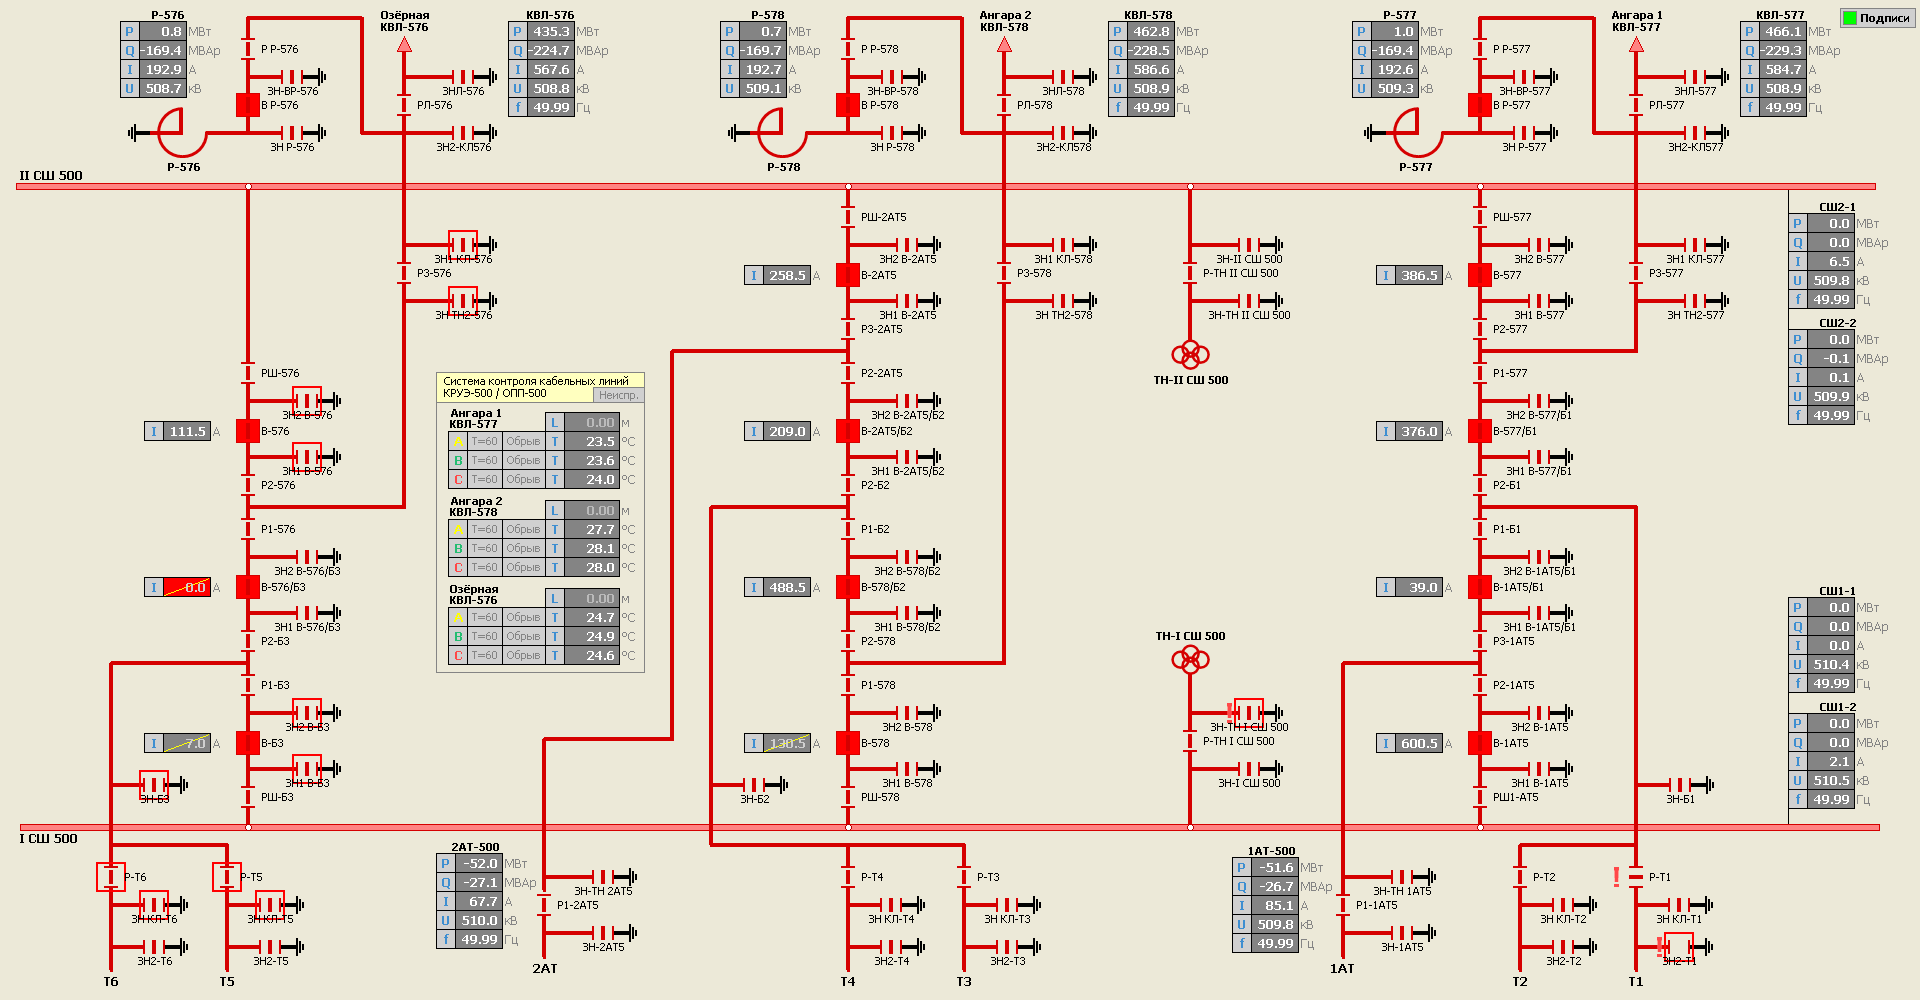 Р-576
P 0.8 МВт
Q -169.4 МВАр
I 192.9 А
U 508.7 кВ
Р Р-576
ЗН-ВР-576
В Р-576
ЗН Р-576
Р-576
Озёрная
КВЛ-576
ЗНЛ-576
РЛ-576
ЗН2-КЛ576
КВЛ-576
P 435.3 МВт
Q -224.7 МВАр
I 567.6 А
U 508.8 кВ
f 49.99 Гц
Р-578
P 0.7 МВт
Q -169.7 МВАр
I 192.7 А
U 509.1 кВ
Р Р-578
ЗН-ВР-578
В Р-578
ЗН Р-578
Р-578
Ангара 2
КВЛ-578
ЗНЛ-578
РЛ-578
ЗН2-КЛ578
КВЛ-578
P 462.8 МВт
Q -228.5 МВАр
I 586.6 А
U 508.9 кВ
f 49.99 Гц
Р-577
P 1.0 МВт
Q -169.4 МВАр
I 192.6 А
U 509.3 кВ
Р Р-577
ЗН-ВР-577
В Р-577
ЗН Р-577
Р-577
Ангара 1
КВЛ-577
ЗНЛ-577
РЛ-577
ЗН2-КЛ577
КВЛ-577
P 466.1 МВт
Q -229.3 МВАр
I 584.7 А
U 508.9 кВ
f 49.99 Гц
Подписи
II СШ 500
ЗН1 КЛ-576
Р3-576
ЗН ТН2-576
РШ-576
ЗН2 В-576
I 111.5 А
В-576
ЗН1 В-576
Р2-576
Р1-576
ЗН2 В-576/Б3
I 0.0 А
В-576/Б3
ЗН1 В-576/Б3
Р2-Б3
Р1-Б3
ЗН2 В-Б3
I 7.0 А
В-Б3
ЗН1 В-Б3
РШ-Б3
ЗН-Б3
Система контроля кабельных линий
КРУЭ-500 / ОПП-500
Неиспр.
Ангара 1
КВЛ-577
L 0.00 м
A T=60 Обрыв T 23.5 °C
B T=60 Обрыв T 23.6 °C
C T=60 Обрыв T 24.0 °C
Ангара 2
КВЛ-578
L 0.00 м
A T=60 Обрыв T 27.7 °C
B T=60 Обрыв T 28.1 °C
C T=60 Обрыв T 28.0 °C
Озёрная
КВЛ-576
L 0.00 м
A T=60 Обрыв T 24.7 °C
B T=60 Обрыв T 24.9 °C
C T=60 Обрыв T 24.6 °C
РШ-2АТ5
ЗН2 В-2АТ5
I 258.5 А
В-2АТ5
ЗН1 В-2АТ5
Р3-2АТ5
Р2-2АТ5
ЗН2 В-2АТ5/Б2
I 209.0 А
В-2АТ5/Б2
ЗН1 В-2АТ5/Б2
Р2-Б2
Р1-Б2
ЗН2 В-578/Б2
I 488.5 А
В-578/Б2
ЗН1 В-578/Б2
Р2-578
Р1-578
ЗН2 В-578
I 130.5 А
В-578
ЗН1 В-578
РШ-578
ЗН-Б2
ЗН1 КЛ-578
Р3-578
ЗН ТН2-578
ЗН-II СШ 500
Р-ТН II СШ 500
ЗН-ТН II СШ 500
ТН-II СШ 500
ТН-I СШ 500
!
ЗН-ТН I СШ 500
Р-ТН I СШ 500
ЗН-I СШ 500
РШ-577
ЗН2 В-577
I 386.5 А
В-577
ЗН1 В-577
Р2-577
Р1-577
ЗН2 В-577/Б1
I 376.0 А
В-577/Б1
ЗН1 В-577/Б1
Р2-Б1
Р1-Б1
ЗН2 В-1АТ5/Б1
I 39.0 А
В-1АТ5/Б1
ЗН1 В-1АТ5/Б1
Р3-1АТ5
Р2-1АТ5
ЗН2 В-1АТ5
I 600.5 А
В-1АТ5
ЗН1 В-1АТ5
РШ1-АТ5
ЗН-Б1
ЗН1 КЛ-577
Р3-577
ЗН ТН2-577
СШ2-1
P 0.0 МВт
Q 0.0 МВАр
I 6.5 А
U 509.8 кВ
f 49.99 Гц
СШ2-2
P 0.0 МВт
Q -0.1 МВАр
I 0.1 А
U 509.9 кВ
f 49.99 Гц
СШ1-1
P 0.0 МВт
Q 0.0 МВАр
I 0.0 А
U 510.4 кВ
f 49.99 Гц
СШ1-2
P 0.0 МВт
Q 0.0 МВАр
I 2.1 А
U 510.5 кВ
f 49.99 Гц
I СШ 500
Р-Т6
ЗН КЛ-Т6
ЗН2-Т6
Т6
Р-Т5
ЗН КЛ-Т5
ЗН2-Т5
Т5
2АТ-500
P -52.0 МВт
Q -27.1 МВАр
I 67.7 А
U 510.0 кВ
f 49.99 Гц
ЗН-ТН 2АТ5
Р1-2АТ5
ЗН-2АТ5
2АТ
Р-Т4
ЗН КЛ-Т4
ЗН2-Т4
Т4
Р-Т3
ЗН КЛ-Т3
ЗН2-Т3
Т3
1АТ-500
P -51.6 МВт
Q -26.7 МВАр
I 85.1 А
U 509.8 кВ
f 49.99 Гц
ЗН-ТН 1АТ5
Р1-1АТ5
ЗН-1АТ5
1АТ
Р-Т2
ЗН КЛ-Т2
ЗН2-Т2
Т2
!
Р-Т1
ЗН КЛ-Т1
!
ЗН2-Т1
Т1